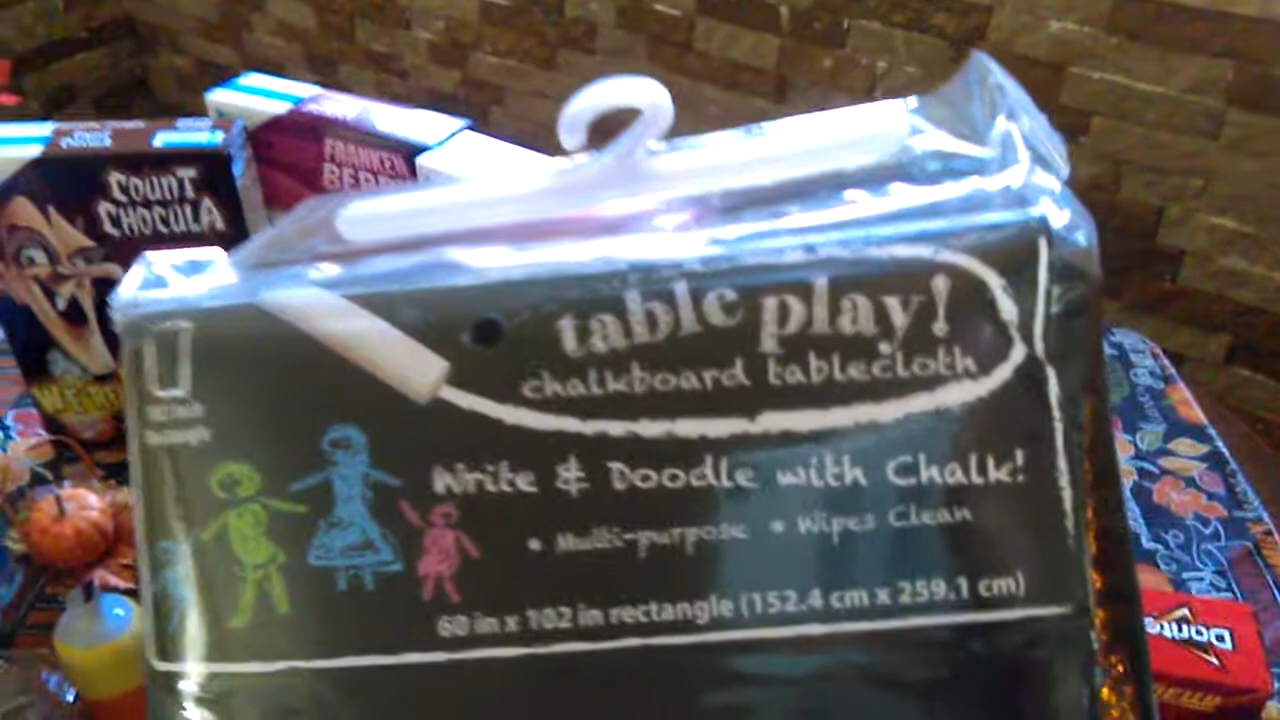 COUNT
CHOCULA
FRANKEN
BERRY
table play!
chalkboard tablecloth
Write & Doodle with Chalk!
• Multi-purpose • Wipes Clean
60 in x 102 in rectangle (152.4 cm x 259.1 cm)
Doritos